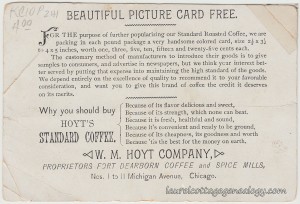 BEAUTIFUL PICTURE CARD FREE.
FOR THE purpose of further popularizing our Standard Roasted Coffee, we are
packing in each pound package a very handsome colored card, size 2½ x 3½
+ 4 x 5 inches, worth one, three, five, ten, fifteen and twenty-five cents each.
The customary method of manufacturers to introduce their goods is to give
samples to consumers, and advertise in newspapers, but we think your interest bet-
ter served by putting that expense into maintaining the high standard of the goods.
We depend entirely on the excellence of quality to recommend it to your favorable
consideration, and want you to give this brand of coffee the credit it deserves
on its merits.
Why you should buy
HOYT'S
STANDARD COFFEE.
Because of its flavor delicious and sweet,
Because of its strength, which none can beat.
Because it is fresh, healthful and sound,
Because it's convenient and ready to be ground,
Because of its cheapness, its goodness and worth
Because 'tis the best for the money on earth.
W. M. HOYT COMPANY,
PROPRIETORS FORT DEARBORN COFFEE and SPICE MILLS,
Nos. 1 to 11 Michigan Avenue, Chicago.
laurelcottagegenealogy.com